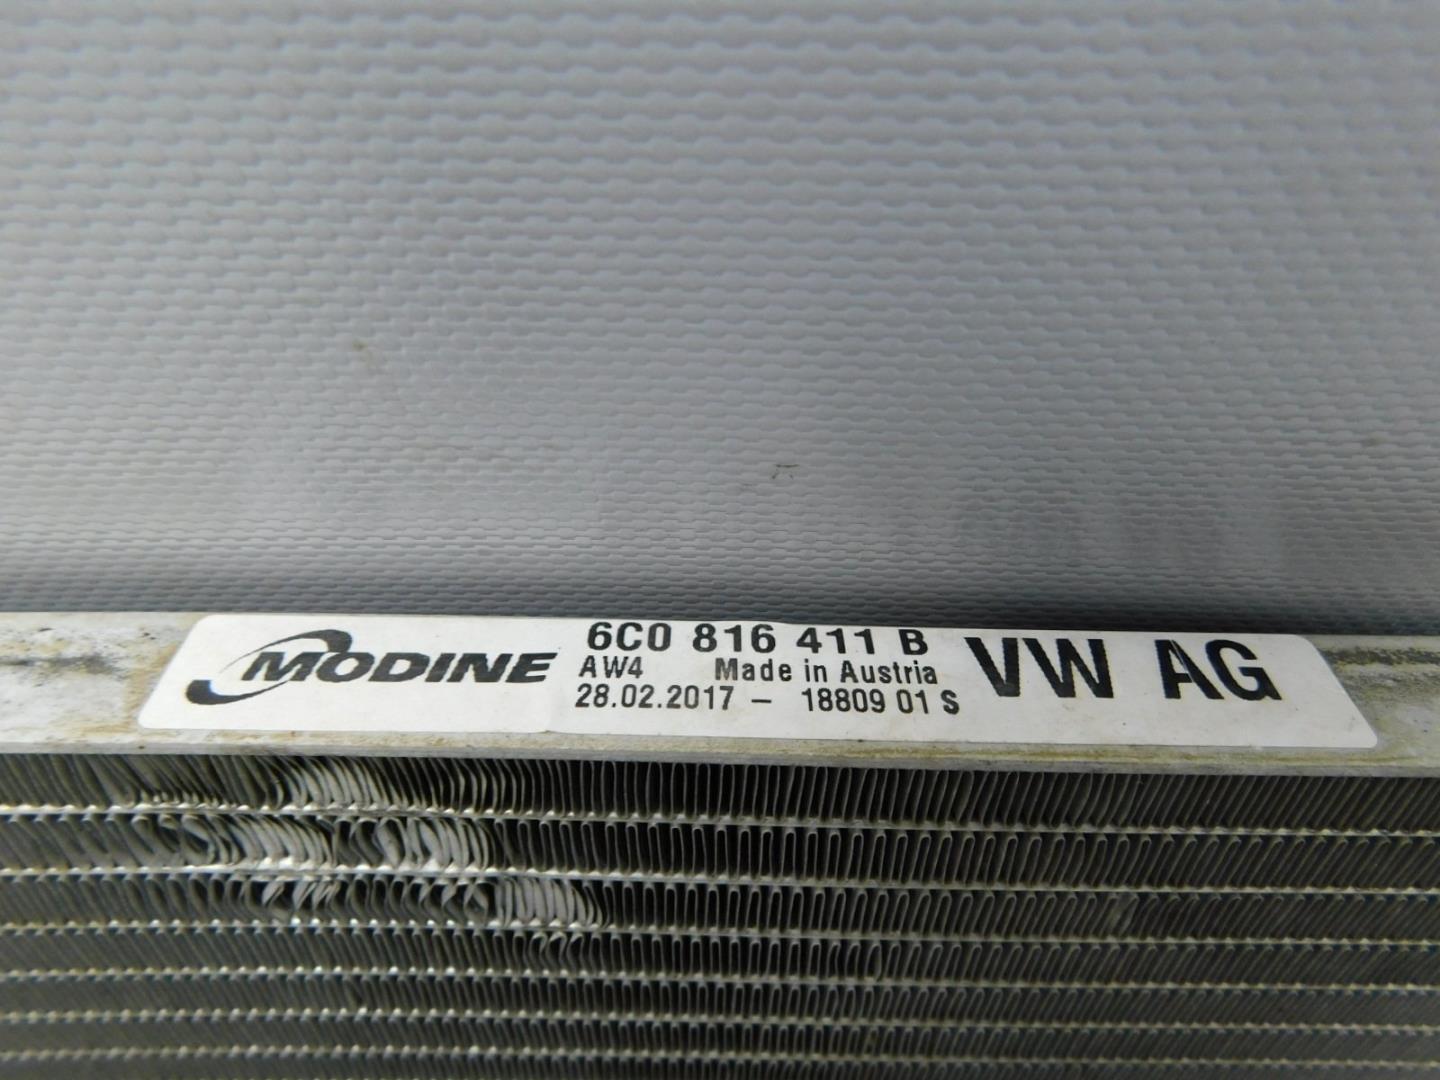 MODINE
6C0 816 411 B
AW4 Made in Austria
28.02.2017 – 18809 01 S
VW AG